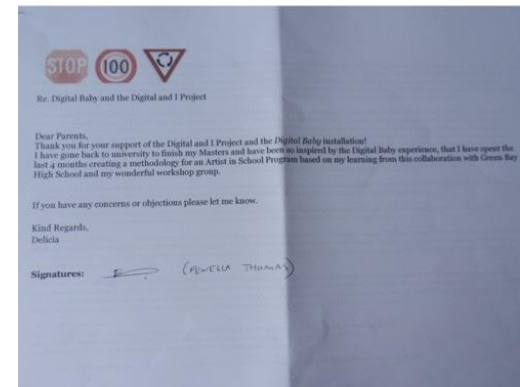 STOP 100
Re. Digital Baby and the Digital and I Project
Dear Parents,
Thank you for your support of the Digital and I Project and the Digital Baby installation!
I have gone back to university to finish my Masters and have been so inspired by the Digital Baby experience, that I have spent the
last 4 months creating a methodology for an Artist in School Program based on my learning from this collaboration with Green Bay
High School and my wonderful workshop group.
If you have any concerns or objections please let me know.
Kind Regards,
Delicia
Signatures: THOMAS)